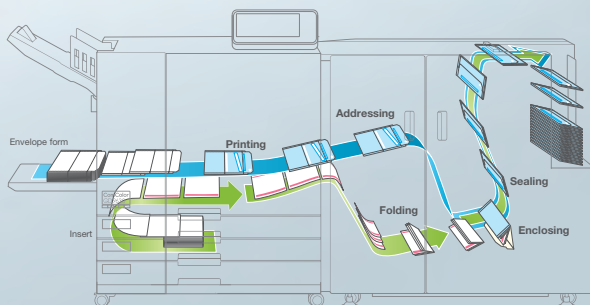 Addressing
Printing
Envelope form
Sealing
Folding
Insert
Enclosing